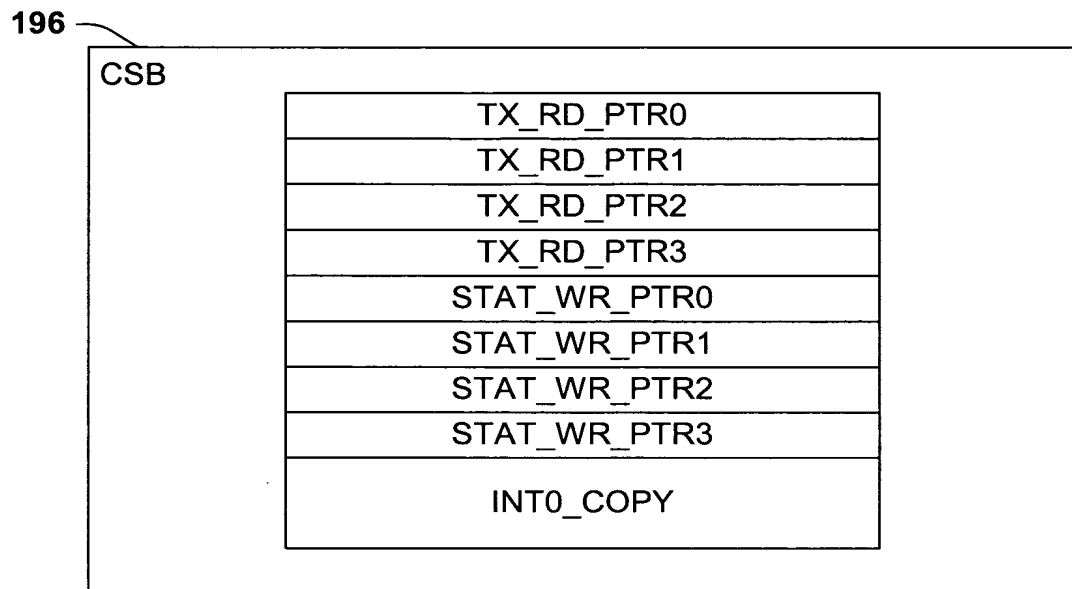 196
CSB
TX_RD_PTR0
TX_RD_PTR1
TX_RD_PTR2
TX_RD_PTR3
STAT_WR_PTR0
STAT_WR_PTR1
STAT_WR_PTR2
STAT_WR_PTR3
INT0_COPY